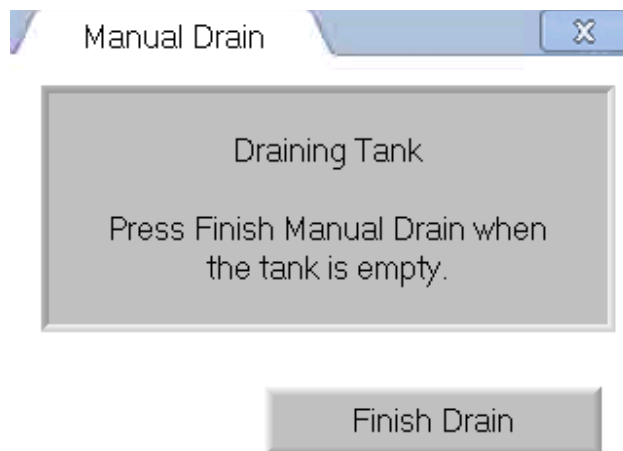 Manual Drain
Draining Tank
Press Finish Manual Drain when
the tank is empty.
Finish Drain